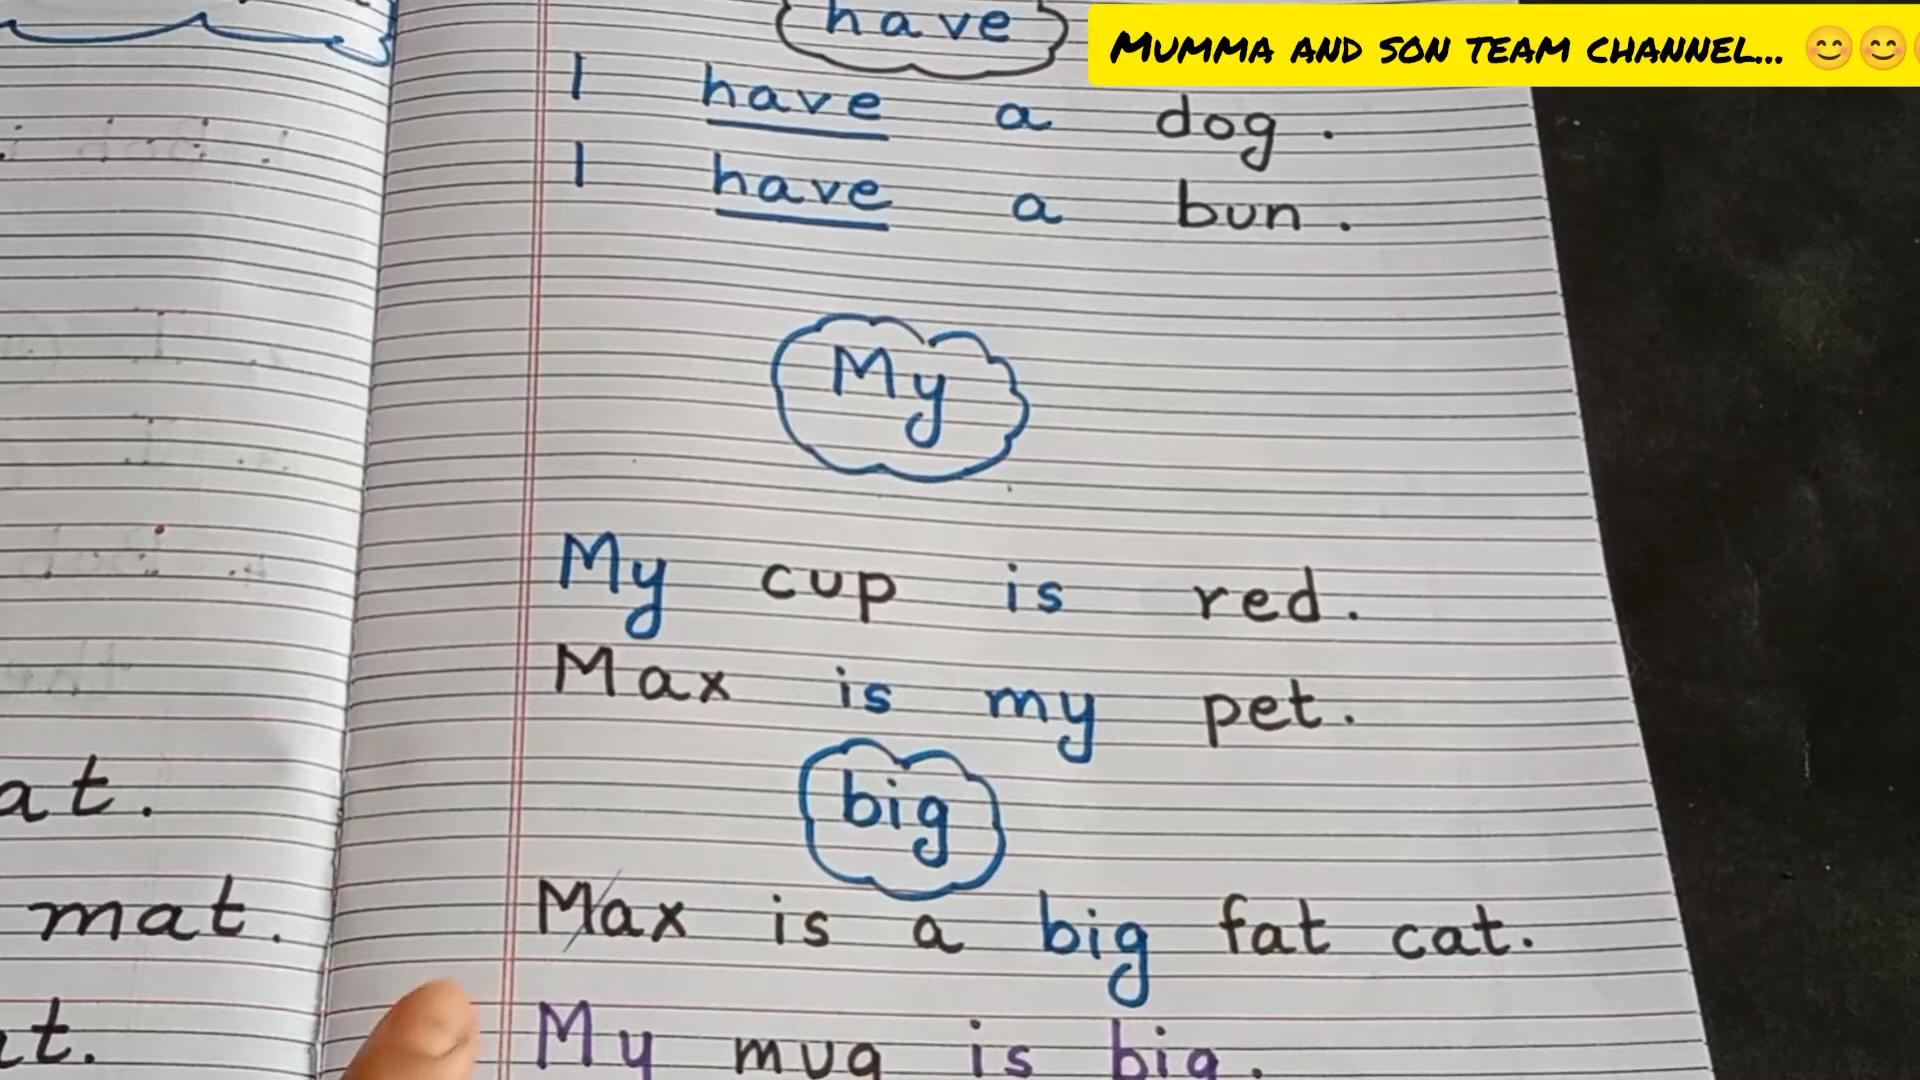 have
MUMMA AND SON TEAM CHANNEL... 😊😊
I have a dog.
I have a bun.
My
My cup is red.
Max is my pet.
big
Max is a big fat cat.
My mug is big.
at.
mat.
t.